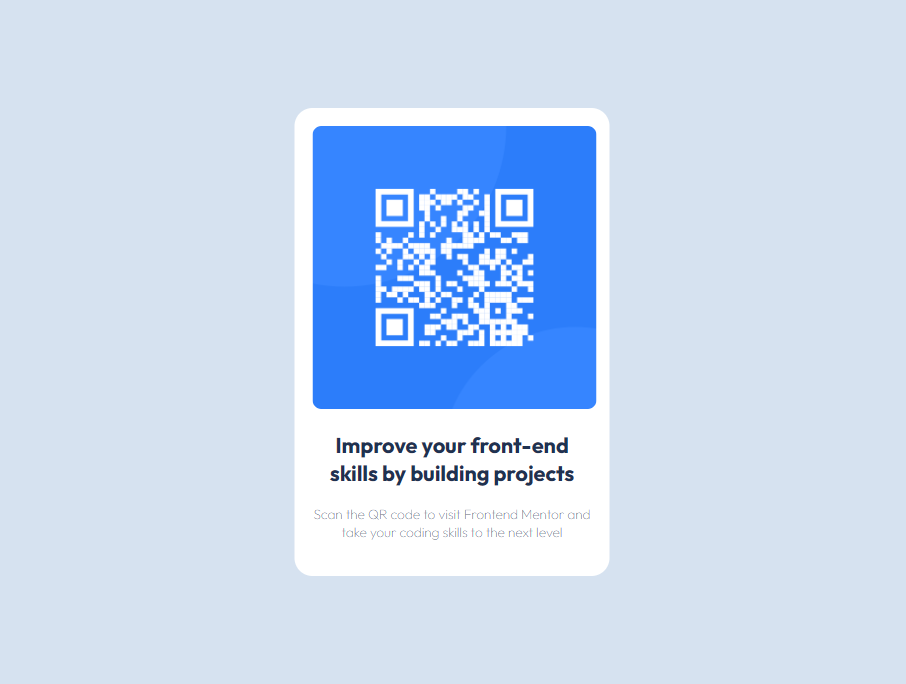 Improve your front-end
skills by building projects
Scan the QR code to visit Frontend Mentor and
take your coding skills to the next level